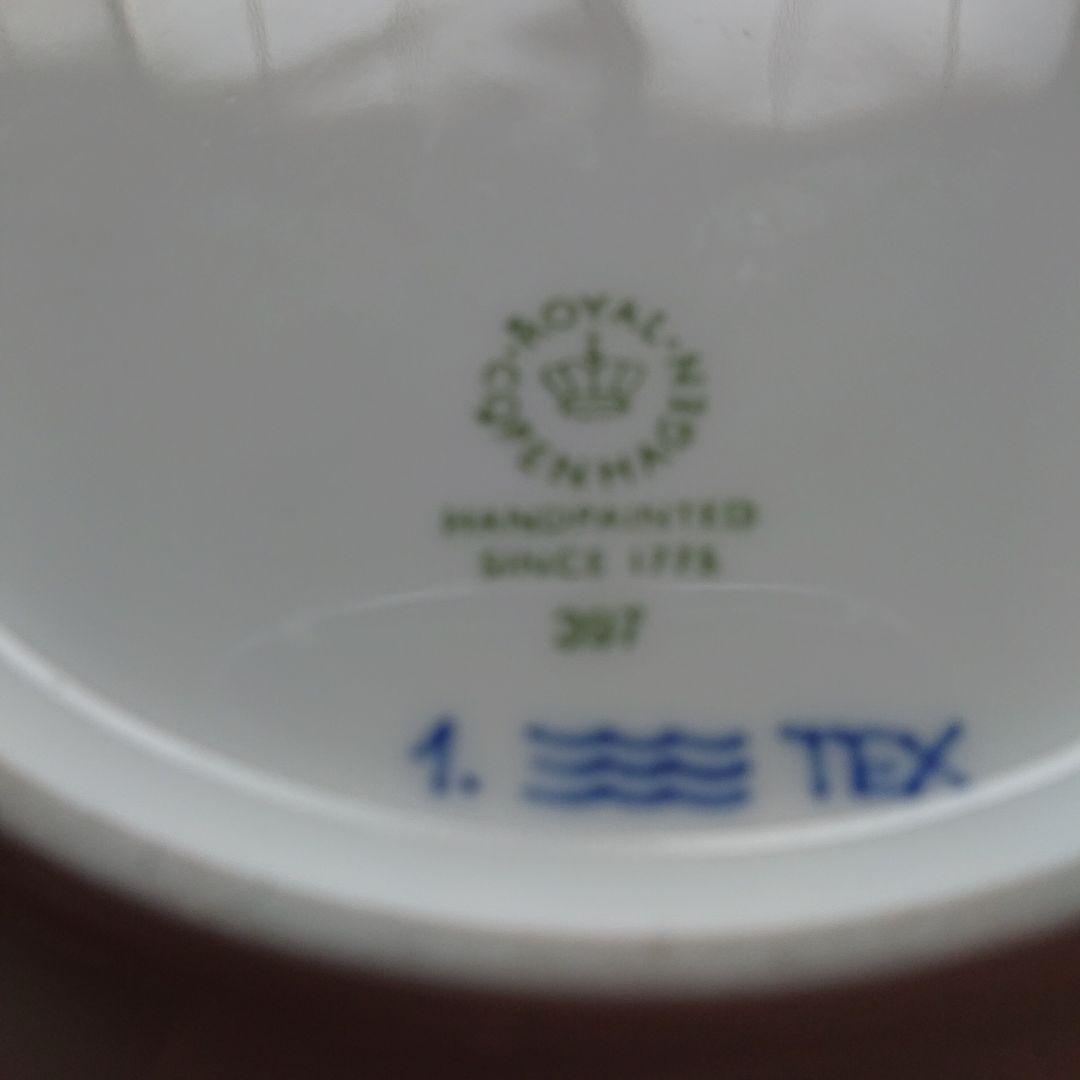 ROYAL
COPENHAGEN
HANDPAINTED
SINCE 1775
1. TEX